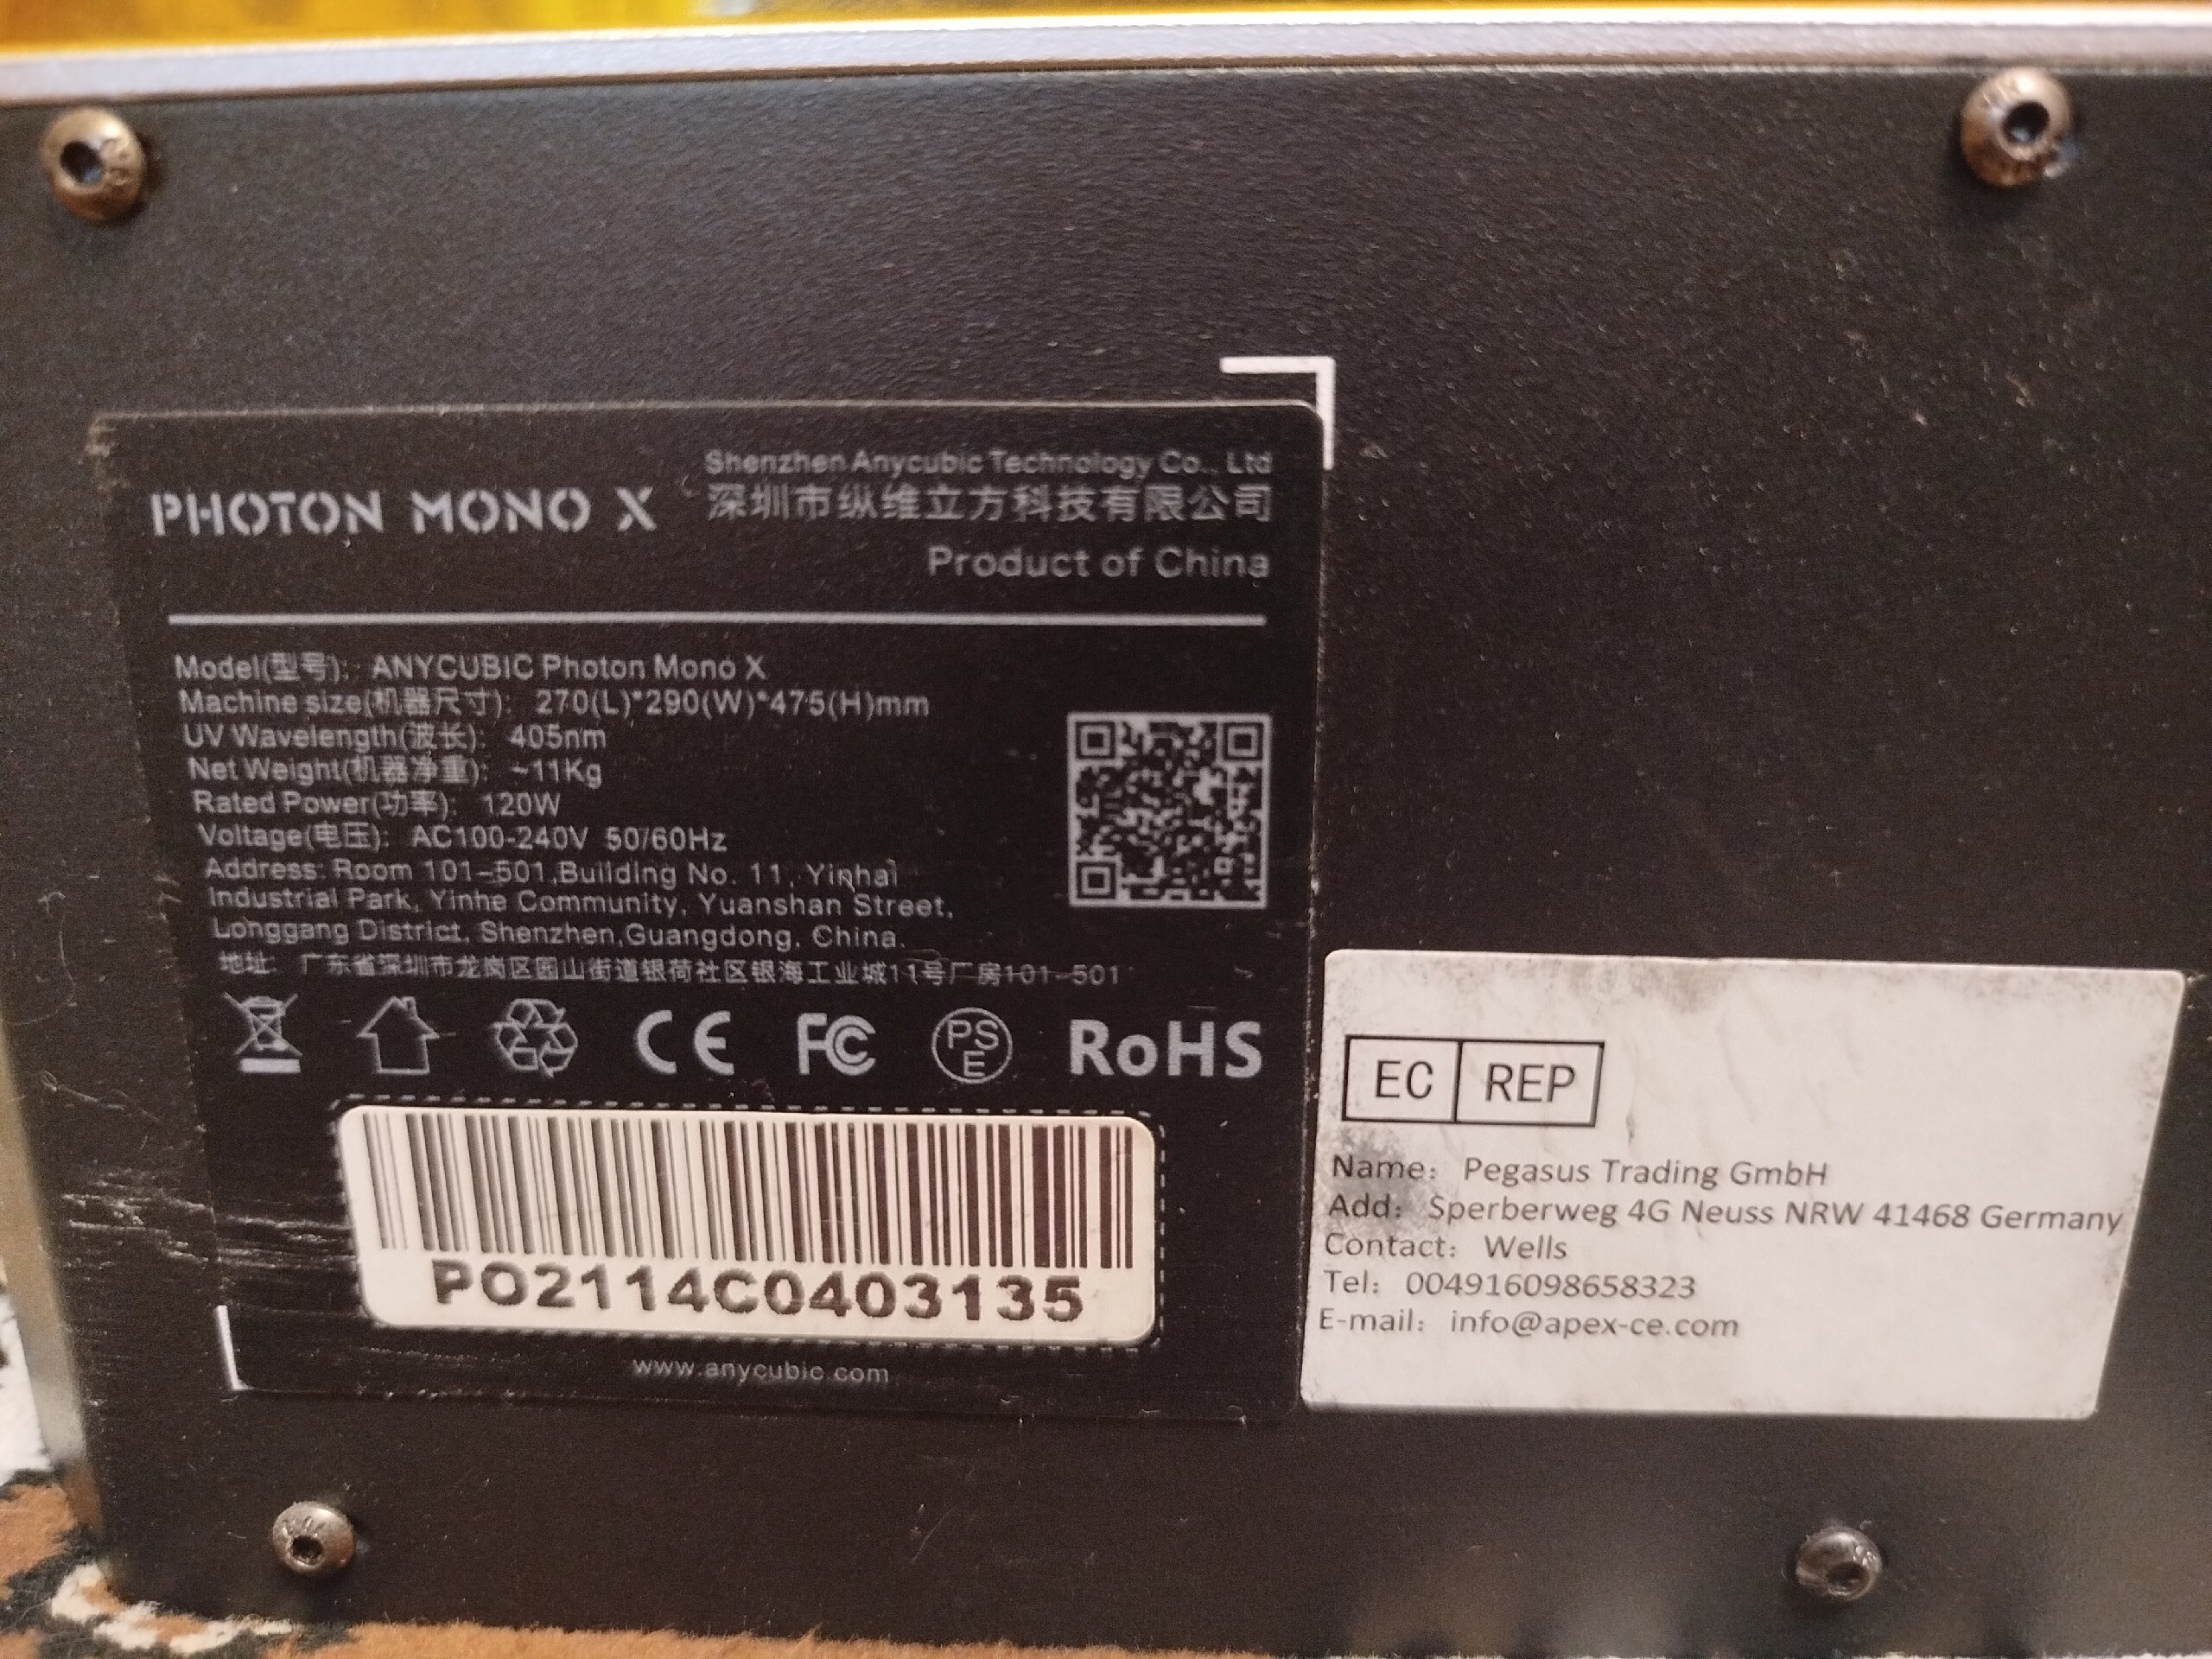 PHOTON MONO X
Shenzhen Anycubic Technology Co., Ltd
深圳市纵维立方科技有限公司
Product of China
Model(型号): ANYCUBIC Photon Mono X
Machine size(机器尺寸): 270(L)*290(W)*475(H)mm
UV Wavelength(波长): 405nm
Net Weight(机器净重): ~11Kg
Rated Power(功率): 120W
Voltage(电压): AC100-240V 50/60Hz
Address: Room 101-501,Building No. 11, Yinhai
Industrial Park, Yinhe Community, Yuanshan Street,
Longgang District, Shenzhen,Guangdong, China.
地址: 广东省深圳市龙岗区园山街道银荷社区银海工业城11号厂房101-501
CE FC PSE RoHS
PO2114C0403135
www.anycubic.com
EC REP
Name: Pegasus Trading GmbH
Add: Sperberweg 4G Neuss NRW 41468 Germany
Contact: Wells
Tel: 004916098658323
E-mail: info@apex-ce.com